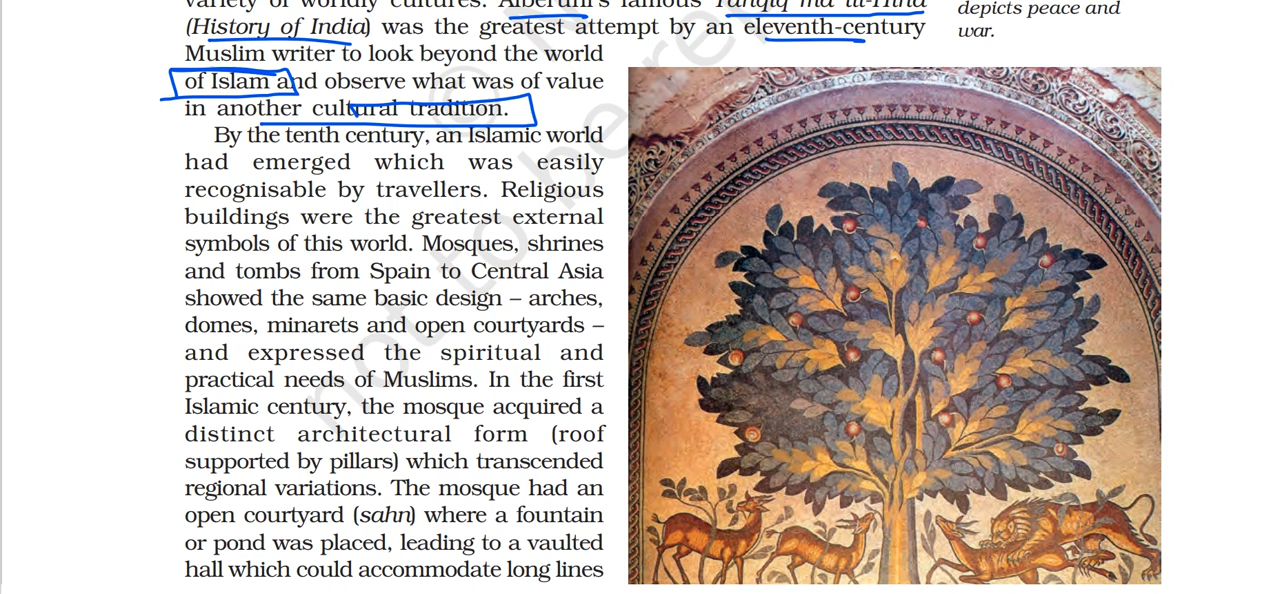 variety of worldly cultures. Alberuni's famous Tahqiq ma lil-Hind
(History of India) was the greatest attempt by an eleventh-century
Muslim writer to look beyond the world
of Islam and observe what was of value
in another cultural tradition.
By the tenth century, an Islamic world
had emerged which was easily
recognisable by travellers. Religious
buildings were the greatest external
symbols of this world. Mosques, shrines
and tombs from Spain to Central Asia
showed the same basic design – arches,
domes, minarets and open courtyards –
and expressed the spiritual and
practical needs of Muslims. In the first
Islamic century, the mosque acquired a
distinct architectural form (roof
supported by pillars) which transcended
regional variations. The mosque had an
open courtyard (sahn) where a fountain
or pond was placed, leading to a vaulted
hall which could accommodate long lines
depicts peace and
war.
not to be re
© N